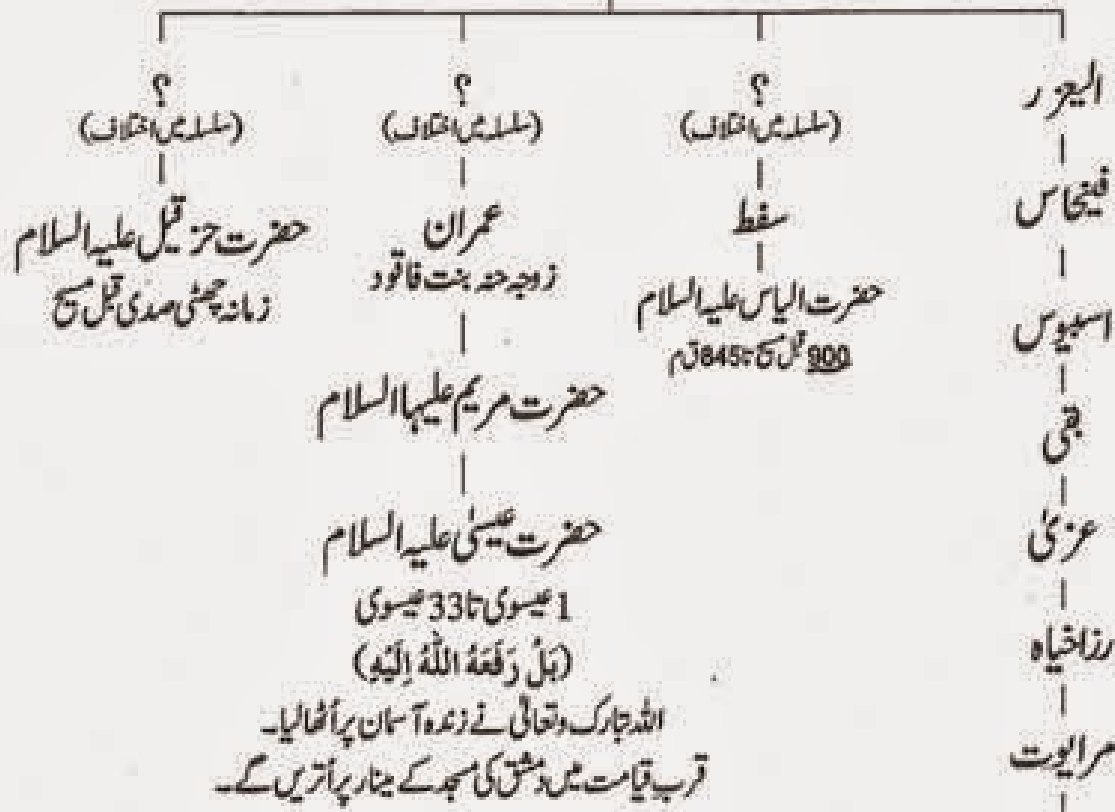 الیعزر
فینحاس
اسبیوس
بقی
عزیٰ
رزاخیاہ
مرایوت
؟
(سلسلہ میں اختلاف)
سفط
حضرت الیاس علیہ السلام
900 قبل مسیح تا 845 ق م
؟
(سلسلہ میں اختلاف)
عمران
زوجہ حنہ بنت فاقود
حضرت مریم علیہا السلام
حضرت عیسیٰ علیہ السلام
1 عیسوی تا 33 عیسوی
(بَلْ رَفَعَهُ اللّٰهُ اِلَيْهِ)
اللہ تبارک وتعالیٰ نے زندہ آسمان پر اُٹھالیا۔
قرب قیامت میں دمشق کی مسجد کے مینار پر اُتریں گے۔
؟
(سلسلہ میں اختلاف)
حضرت حزقیل علیہ السلام
زمانہ چھٹی صدی قبل مسیح